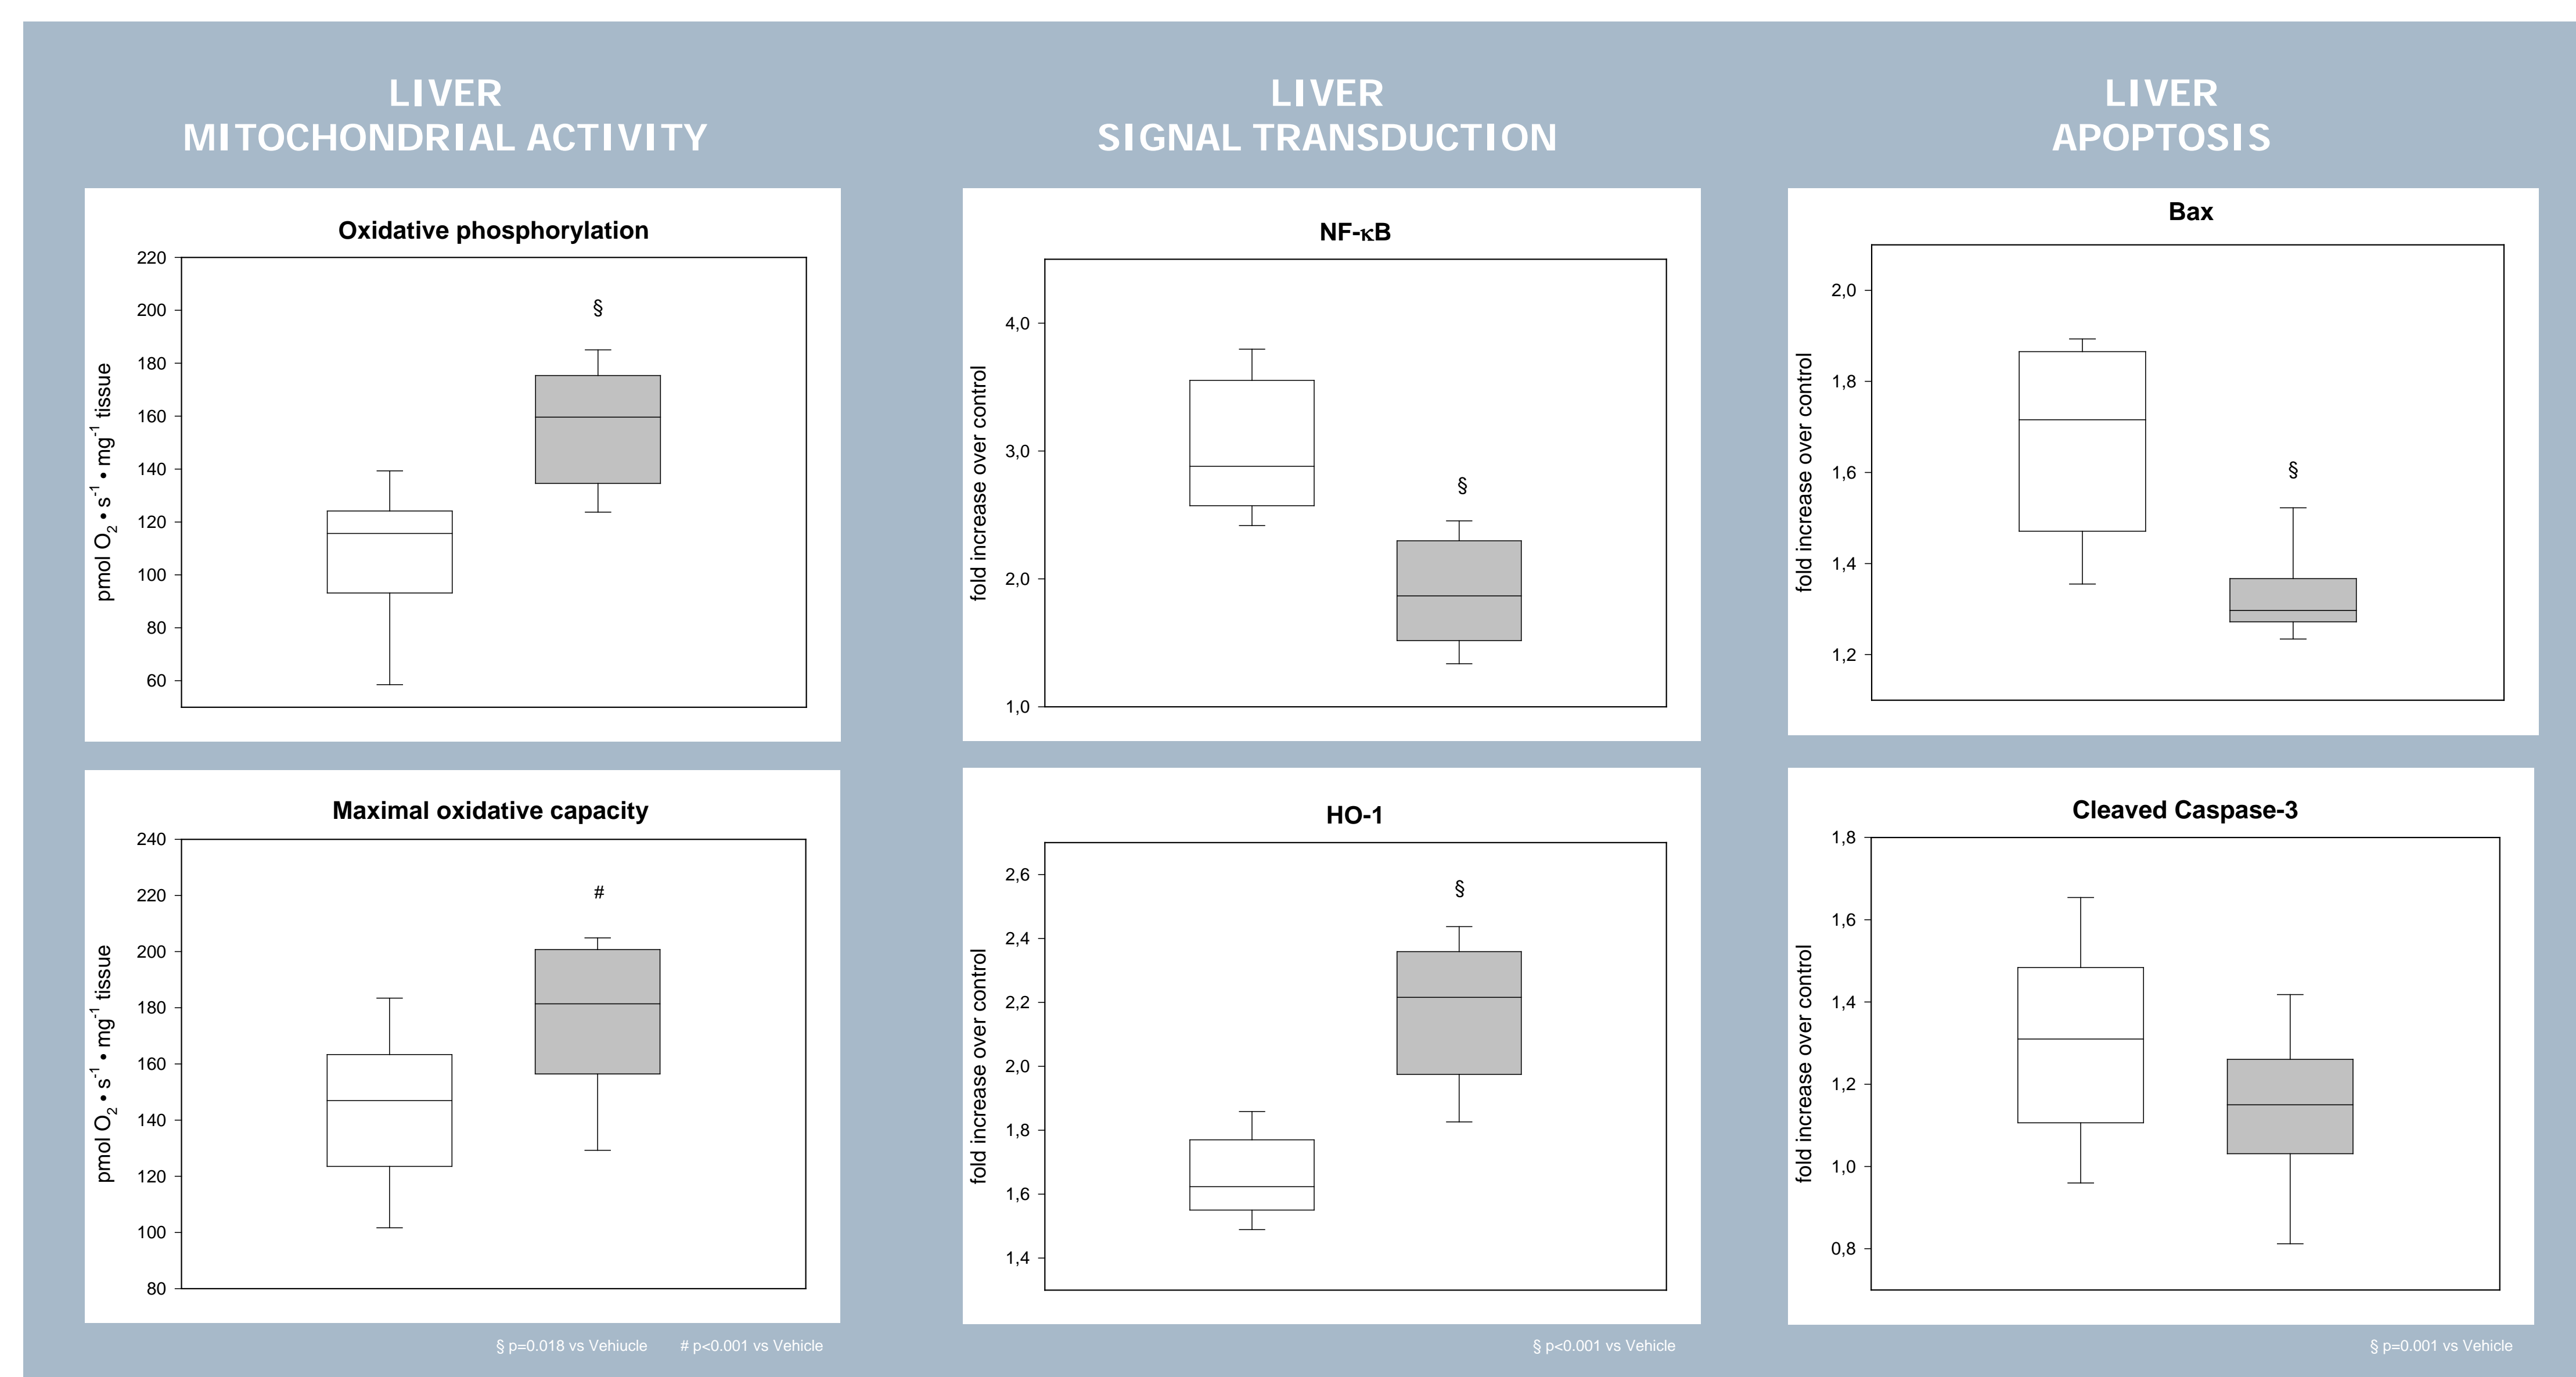 LIVER
MITOCHONDRIAL ACTIVITY
Oxidative phosphorylation
220
200
180
160
140
120
100
80
60
pmol O2 • s-1 • mg-1 tissue
§
Maximal oxidative capacity
240
220
200
180
160
140
120
100
80
pmol O2 • s-1 • mg-1 tissue
#
§ p=0.018 vs Vehiucle # p<0.001 vs Vehicle
LIVER
SIGNAL TRANSDUCTION
NF-κB
4,0
3,0
2,0
1,0
fold increase over control
§
HO-1
2,6
2,4
2,2
2,0
1,8
1,6
1,4
fold increase over control
§
§ p<0.001 vs Vehicle
LIVER
APOPTOSIS
Bax
2,0
1,8
1,6
1,4
1,2
fold increase over control
§
Cleaved Caspase-3
1,8
1,6
1,4
1,2
1,0
0,8
fold increase over control
§ p=0.001 vs Vehicle